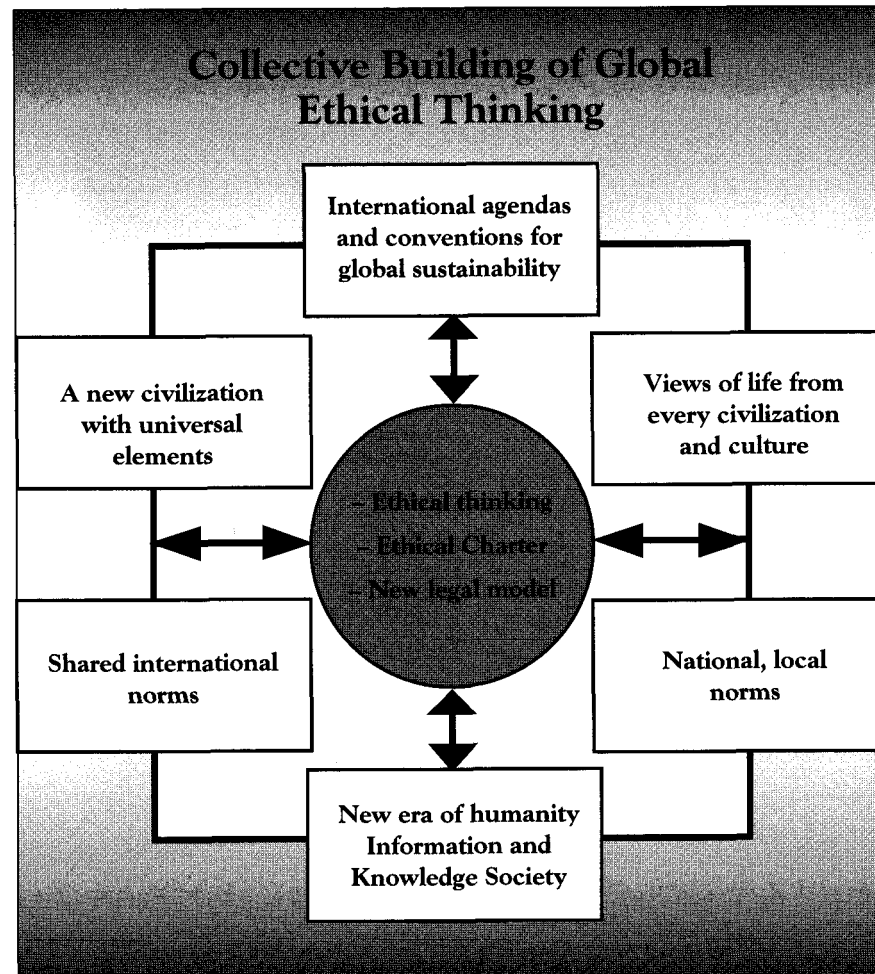 Collective Building of Global
Ethical Thinking
International agendas
and conventions for
global sustainability
A new civilization
with universal
elements
Views of life from
every civilization
and culture
– Ethical thinking
– Ethical Charter
– New legal model
Shared international
norms
National, local
norms
New era of humanity
Information and
Knowledge Society